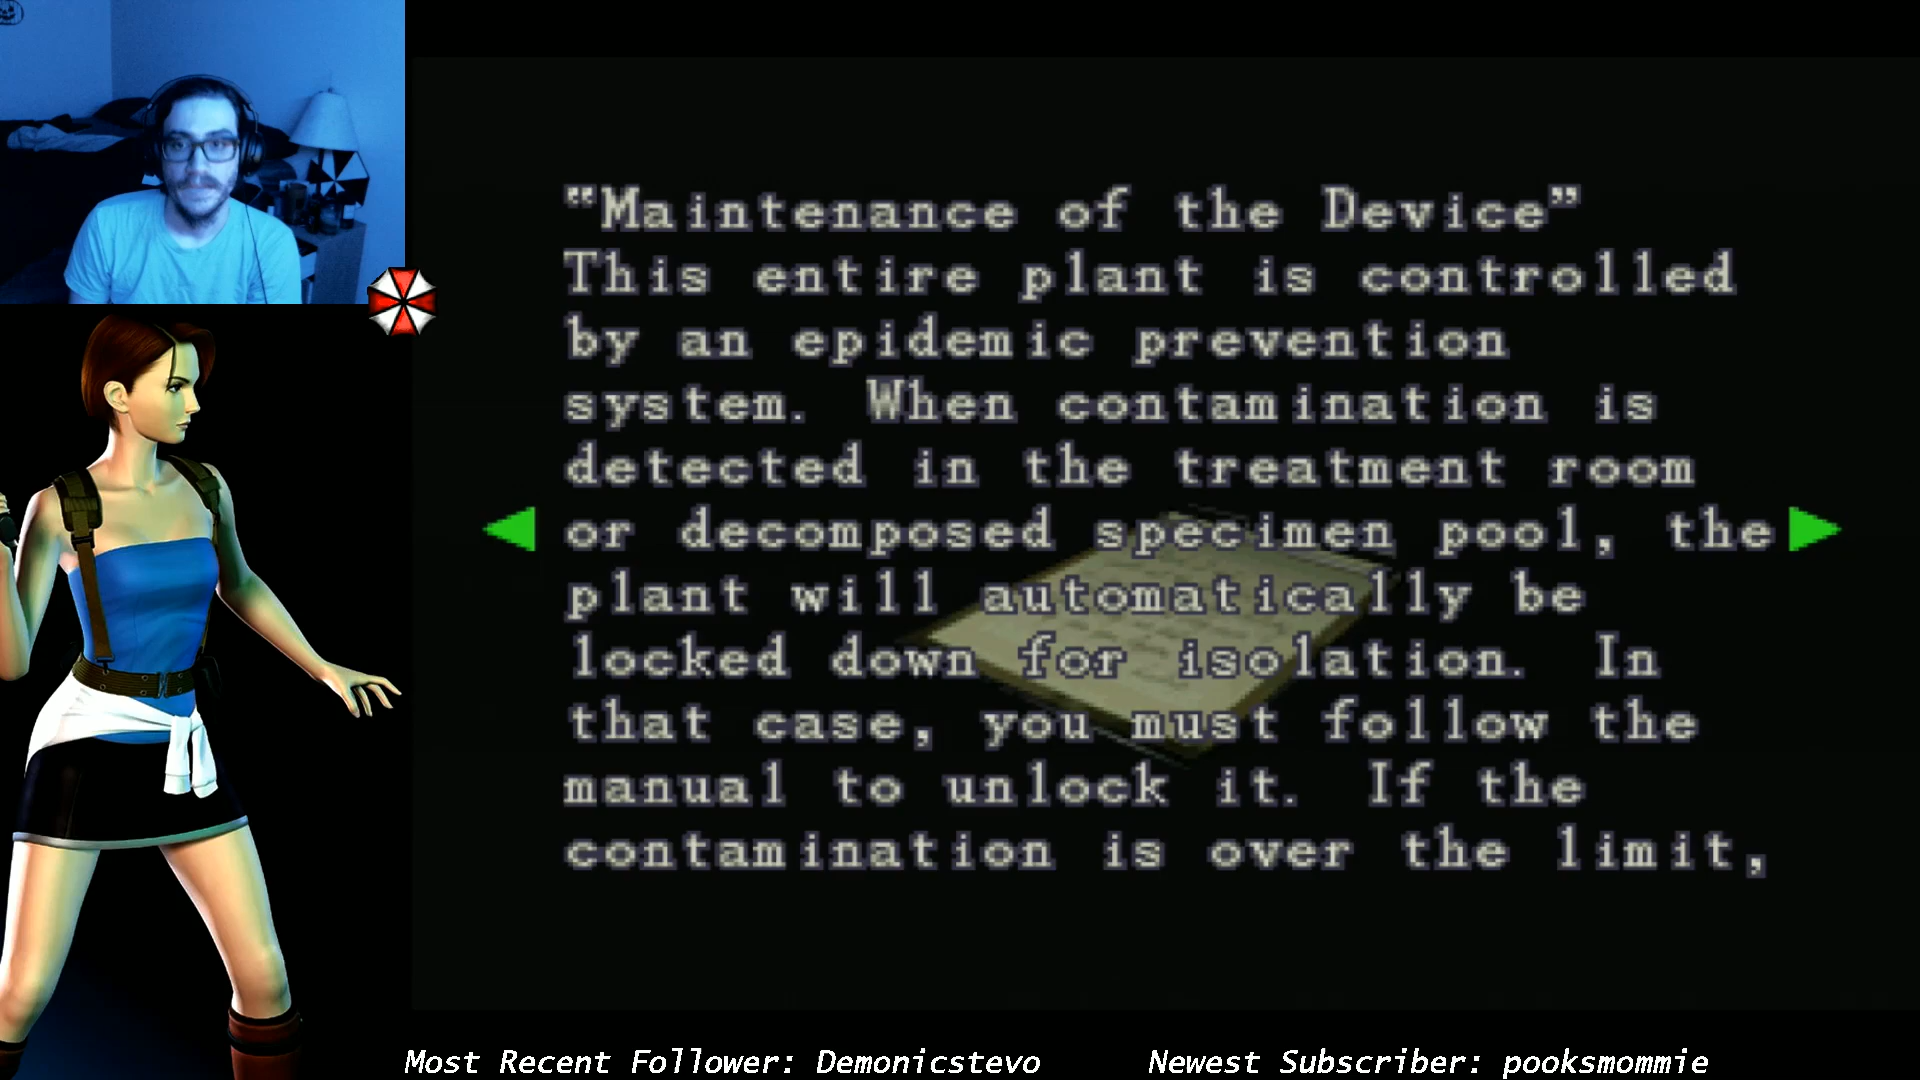 “Maintenance of the Device”
This entire plant is controlled
by an epidemic prevention
system. When contamination is
detected in the treatment room
or decomposed specimen pool, the
plant will automatically be
locked down for isolation. In
that case, you must follow the
manual to unlock it. If the
contamination is over the limit,
Most Recent Follower: Demonicstevo
Newest Subscriber: pooksmommie